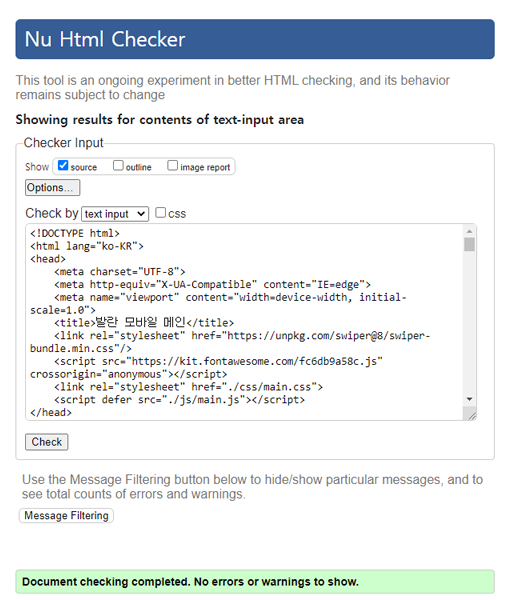 Nu Html Checker
This tool is an ongoing experiment in better HTML checking, and its behavior
remains subject to change
Showing results for contents of text-input area
Checker Input
Show source outline image report
Options...
Check by text input css
<!DOCTYPE html>
<html lang="ko-KR">
<head>
    <meta charset="UTF-8">
    <meta http-equiv="X-UA-Compatible" content="IE=edge">
    <meta name="viewport" content="width=device-width, initial-
scale=1.0">
    <title>발란 모바일 메인</title>
    <link rel="stylesheet" href="https://unpkg.com/swiper@8/swiper-
bundle.min.css"/>
    <script src="https://kit.fontawesome.com/fc6db9a58c.js"
crossorigin="anonymous"></script>
    <link rel="stylesheet" href="./css/main.css">
    <script defer src="./js/main.js"></script>
</head>
Check
Use the Message Filtering button below to hide/show particular messages, and to
see total counts of errors and warnings.
Message Filtering
Document checking completed. No errors or warnings to show.